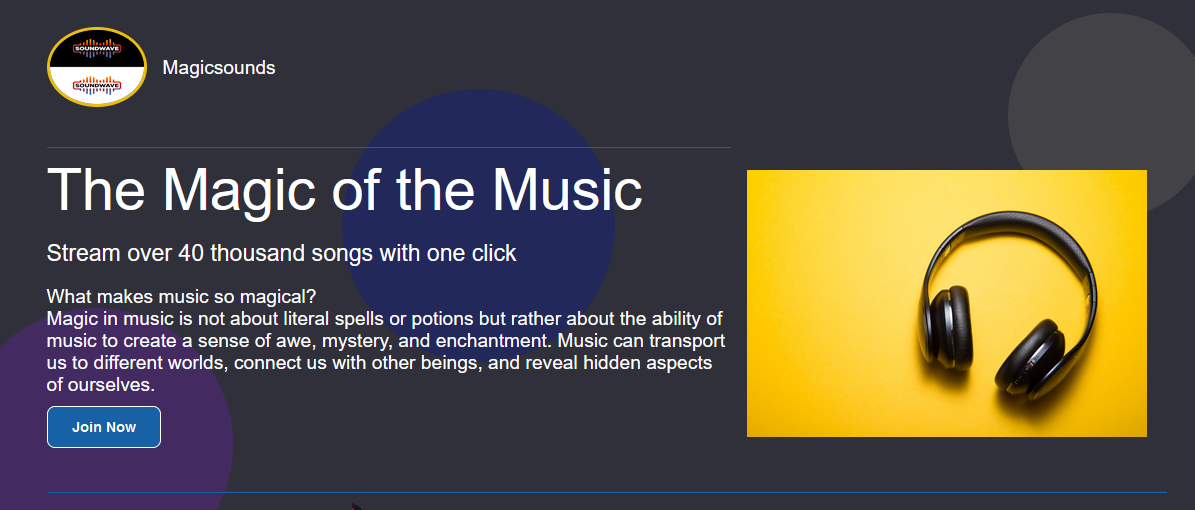 SOUNDWAVE
SOUNDWAVE
Magicsounds
The Magic of the Music
Stream over 40 thousand songs with one click
What makes music so magical?
Magic in music is not about literal spells or potions but rather about the ability of
music to create a sense of awe, mystery, and enchantment. Music can transport
us to different worlds, connect us with other beings, and reveal hidden aspects
of ourselves.
Join Now